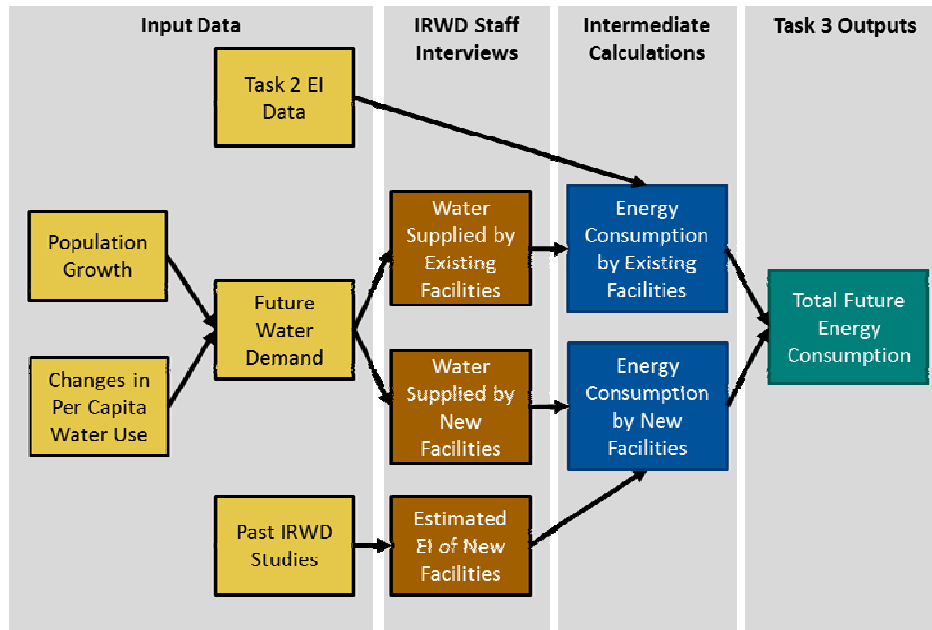 Input Data
IRWD Staff
Interviews
Intermediate
Calculations
Task 3 Outputs
Task 2 EI
Data
Population
Growth
Changes in
Per Capita
Water Use
Future
Water
Demand
Past IRWD
Studies
Water
Supplied by
Existing
Facilities
Water
Supplied by
New
Facilities
Estimated
EI of New
Facilities
Energy
Consumption
by Existing
Facilities
Energy
Consumption
by New
Facilities
Total Future
Energy
Consumption